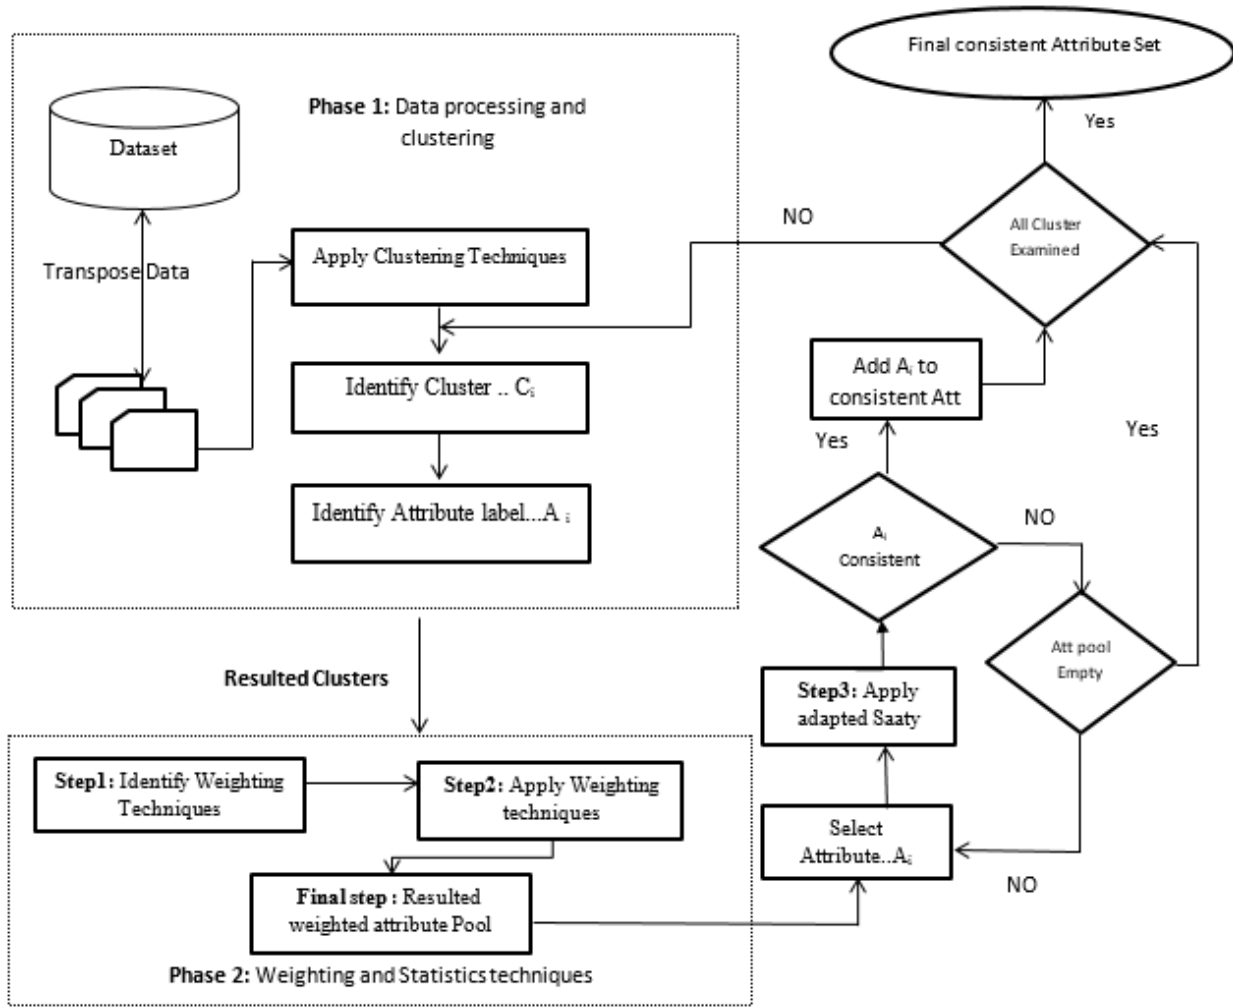 Final consistent Attribute Set
Yes
Phase 1: Data processing and
clustering
Dataset
All Cluster
Examined
NO
Apply Clustering Techniques
Transpose Data
Add Aᵢ to
consistent Att
Identify Cluster .. Cᵢ
Yes
Yes
Identify Attribute label...A ᵢ
Aᵢ
Consistent
NO
Att pool
Empty
Resulted Clusters
Step3: Apply
adapted Saaty
Step1: Identify Weighting
Techniques
Step2: Apply Weighting
techniques
Select
Attribute..Aᵢ
NO
Final step : Resulted
weighted attribute Pool
Phase 2: Weighting and Statistics techniques